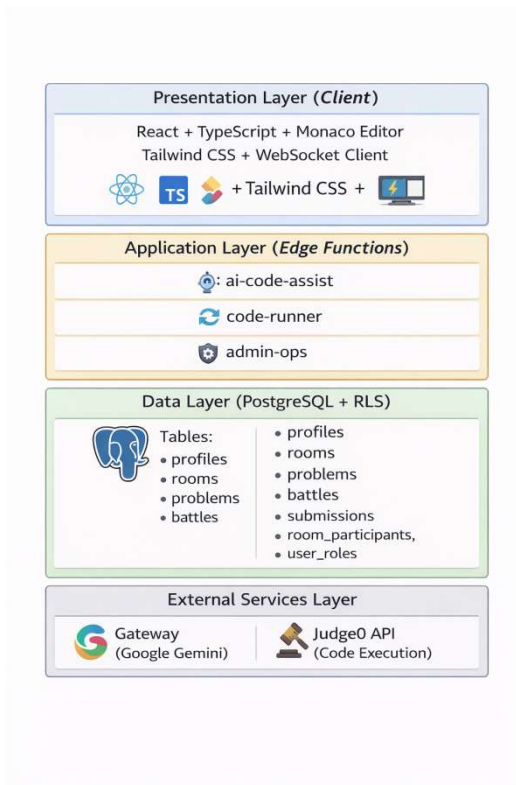 Presentation Layer (Client)
React + TypeScript + Monaco Editor
Tailwind CSS + WebSocket Client
TS + Tailwind CSS +
Application Layer (Edge Functions)
: ai-code-assist
code-runner
admin-ops
Data Layer (PostgreSQL + RLS)
Tables:
• profiles
• rooms
• problems
• battles
• profiles
• rooms
• problems
• battles
• submissions
• room_participants,
• user_roles
External Services Layer
Gateway
(Google Gemini)
Judge0 API
(Code Execution)